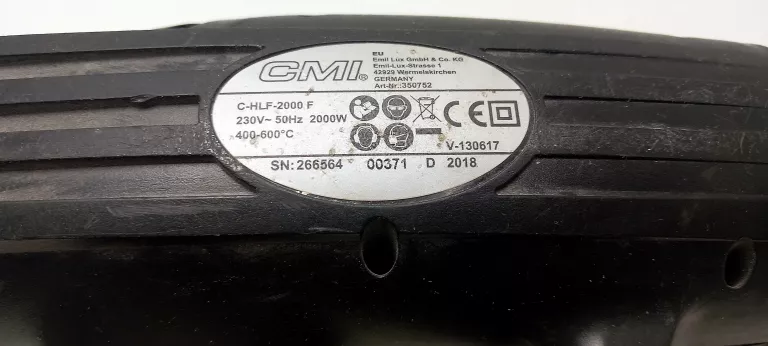 CMI®
EU
Emil Lux GmbH & Co. KG
Emil-Lux-Strasse 1
42929 Wermelskirchen
GERMANY
Art-Nr.:350752
C-HLF-2000 F
230V~ 50Hz 2000W
400-600°C
CE
V-130617
SN: 266564 00371 D 2018